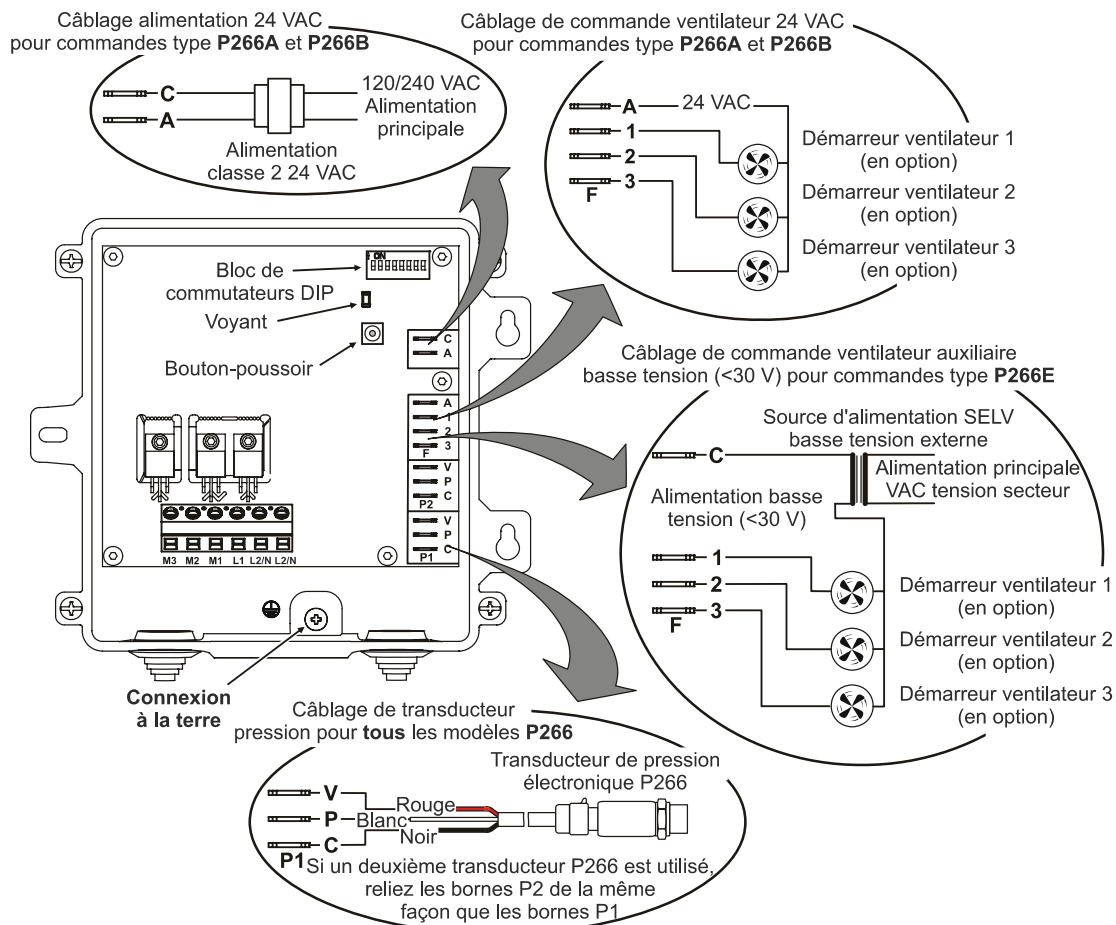 Câblage alimentation 24 VAC
pour commandes type P266A et P266B
C
A
120/240 VAC
Alimentation
principale
Alimentation
classe 2 24 VAC
Câblage de commande ventilateur 24 VAC
pour commandes type P266A et P266B
A
24 VAC
1
2
3
F
Démarreur ventilateur 1
(en option)
Démarreur ventilateur 2
(en option)
Démarreur ventilateur 3
(en option)
ON
Bloc de
commutateurs DIP
Voyant
Bouton-poussoir
C
A
A
1
2
3
F
V
P
C
P2
V
P
C
P1
M3 M2 M1 L1 L2/N L2/N
Connexion
à la terre
Câblage de commande ventilateur auxiliaire
basse tension (<30 V) pour commandes type P266E
Source d'alimentation SELV
basse tension externe
C
Alimentation principale
VAC tension secteur
Alimentation basse
tension (<30 V)
1
2
3
F
Démarreur ventilateur 1
(en option)
Démarreur ventilateur 2
(en option)
Démarreur ventilateur 3
(en option)
Câblage de transducteur
pression pour tous les modèles P266
Transducteur de pression
électronique P266
V
Rouge
P
Blanc
Noir
C
P1
Si un deuxième transducteur P266 est utilisé,
reliez les bornes P2 de la même
façon que les bornes P1